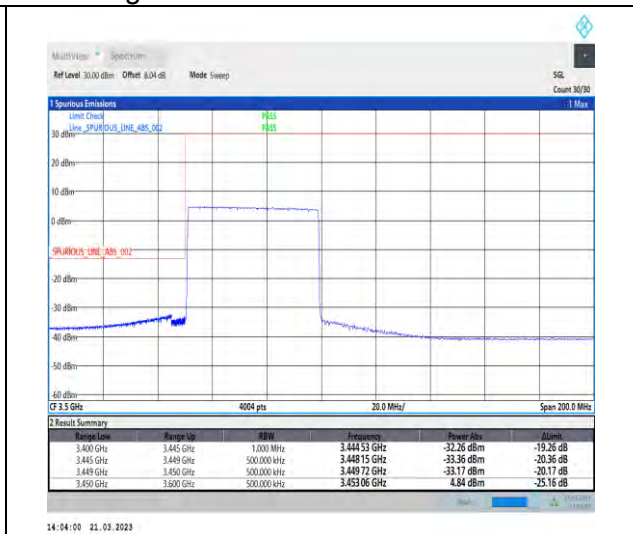 MultiView Spectrum
Ref Level 30.00 dBm Offset 8.04 dB Mode Sweep SGL
Count 30/30
1 Spurious Emissions 1 Max
Limit Check PASS
Line _SPURIOUS_LINE_ABS_002 PASS
30 dBm
20 dBm
10 dBm
0 dBm
SPURIOUS_LINE_ABS_002
-20 dBm
-30 dBm
-40 dBm
-50 dBm
-60 dBm
CF 3.5 GHz 4004 pts 20.0 MHz/ Span 200.0 MHz
2 Result Summary
Range Low Range Up RBW Frequency Power Abs ΔLimit
3.400 GHz 3.445 GHz 1.000 MHz 3.444 53 GHz -32.26 dBm -19.26 dB
3.445 GHz 3.449 GHz 500.000 kHz 3.448 15 GHz -33.36 dBm -20.36 dB
3.449 GHz 3.450 GHz 500.000 kHz 3.449 72 GHz -33.17 dBm -20.17 dB
3.450 GHz 3.600 GHz 500.000 kHz 3.453 06 GHz 4.84 dBm -25.16 dB
14:04:00 21.03.2023